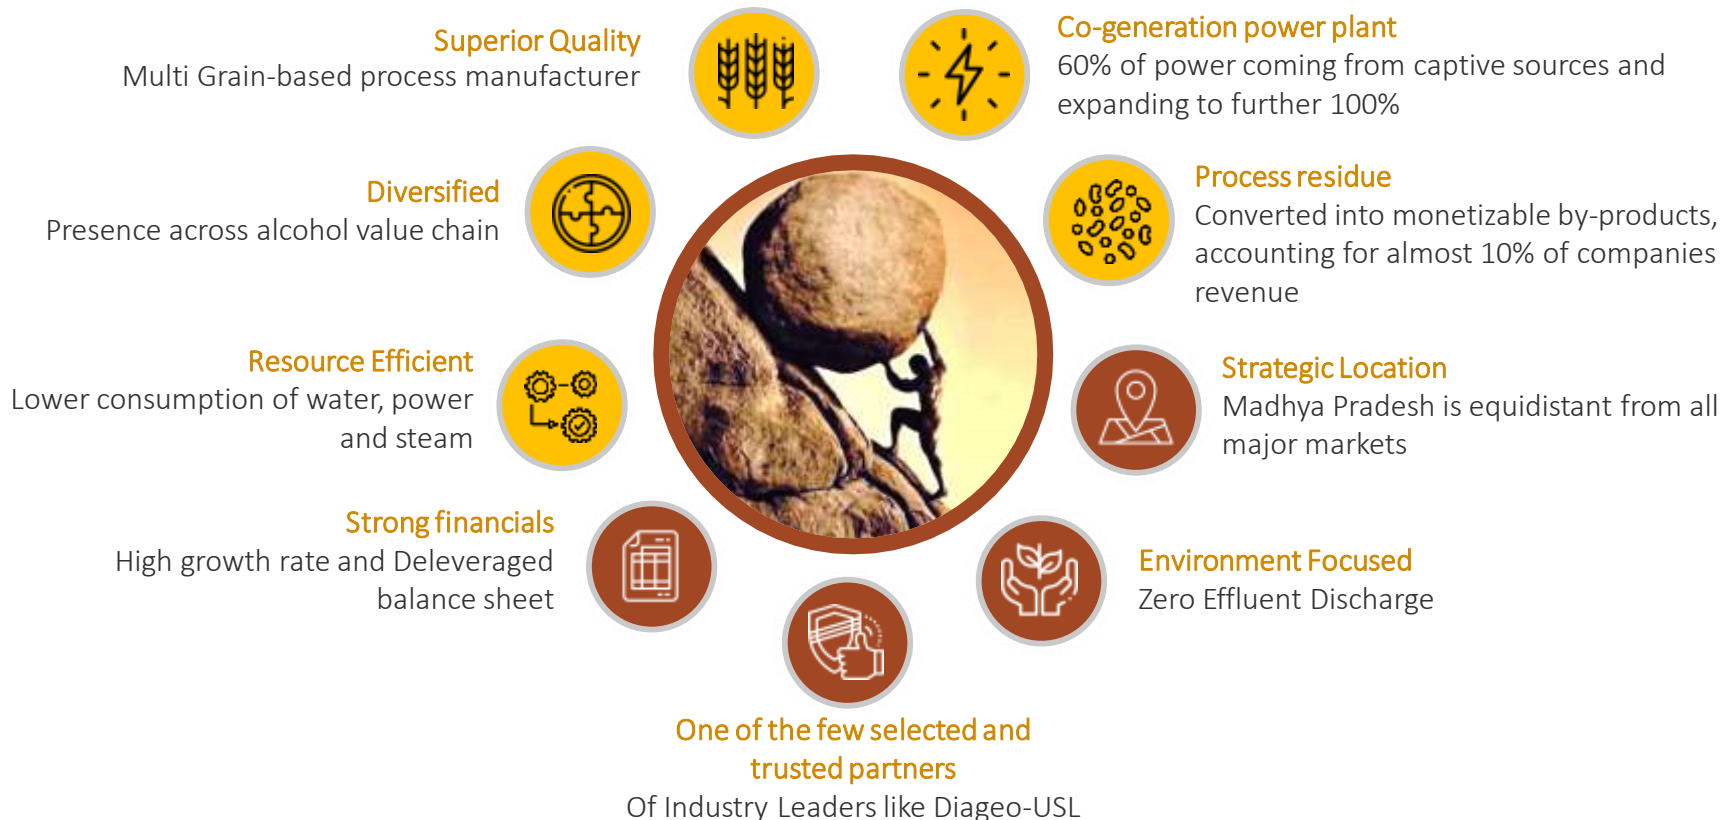 Superior Quality
Multi Grain-based process manufacturer
Co-generation power plant
60% of power coming from captive sources and
expanding to further 100%
Diversified
Presence across alcohol value chain
Process residue
Converted into monetizable by-products,
accounting for almost 10% of companies
revenue
Resource Efficient
Lower consumption of water, power
and steam
Strategic Location
Madhya Pradesh is equidistant from all
major markets
Strong financials
High growth rate and Deleveraged
balance sheet
Environment Focused
Zero Effluent Discharge
One of the few selected and
trusted partners
Of Industry Leaders like Diageo-USL